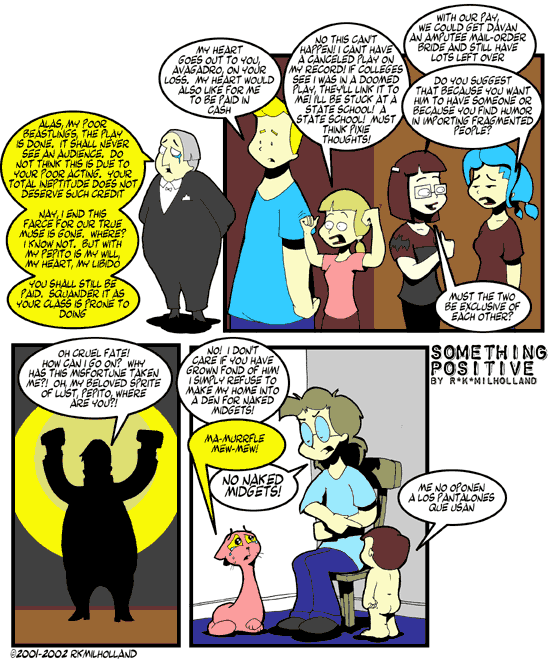 ALAS, MY POOR
BEASTLINGS, THE PLAY
IS DONE. IT SHALL NEVER
SEE AN AUDIENCE. DO
NOT THINK THIS IS DUE TO
YOUR POOR ACTING. YOUR
TOTAL INEPTITUDE DOES NOT
DESERVE SUCH CREDIT
NAY, I END THIS
FARCE FOR OUR TRUE
MUSE IS GONE. WHERE?
I KNOW NOT. BUT WITH
MY PEPITO IS MY WILL,
MY HEART, MY LIBIDO
YOU SHALL STILL BE
PAID. SQUANDER IT AS
YOUR CLASS IS PRONE TO
DOING
MY HEART
GOES OUT TO YOU,
AVAGADRO, ON YOUR
LOSS. MY HEART WOULD
ALSO LIKE FOR ME
TO BE PAID IN
CASH
NO THIS CAN'T
HAPPEN! I CANT HAVE
A CANCELED PLAY ON
MY RECORD! IF COLLEGES
SEE I WAS IN A DOOMED
PLAY, THEY'LL LINK IT TO
ME! I'LL BE STUCK AT A
STATE SCHOOL! A
STATE SCHOOL! MUST
THINK PIXIE
THOUGHTS!
WITH OUR PAY,
WE COULD GET DAVAN
AN AMPUTEE MAIL-ORDER
BRIDE AND STILL HAVE
LOTS LEFT OVER
DO YOU SUGGEST
THAT BECAUSE YOU WANT
HIM TO HAVE SOMEONE OR
BECAUSE YOU FIND HUMOR
IN IMPORTING FRAGMENTED
PEOPLE?
MUST THE TWO
BE EXCLUSIVE OF
EACH OTHER?
SOMETHING
POSITIVE
BY R*K*MILHOLLAND
OH CRUEL FATE!
HOW CAN I GO ON? WHY
HAS THIS MISFORTUNE TAKEN
ME?! OH, MY BELOVED SPRITE
OF LUST, PEPITO, WHERE
ARE YOU?!
NO! I DON'T
CARE IF YOU HAVE
GROWN FOND OF HIM!
I SIMPLY REFUSE TO
MAKE MY HOME INTO
A DEN FOR NAKED
MIDGETS!
MA-MURRFLE
MEW-MEW!
NO NAKED
MIDGETS!
ME NO OPONEN
A LOS PANTALONES
QUE USAN
©2001-2002 RKMILHOLLAND